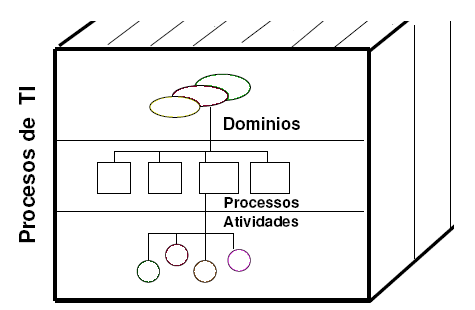 Procesos de TI
Dominios
Processos
Atividades